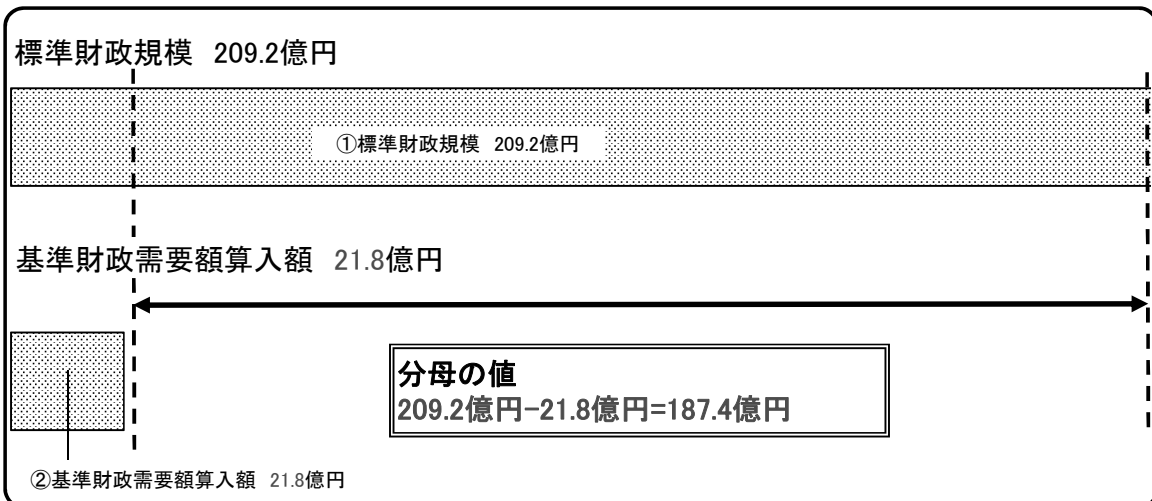 標準財政規模 209.2億円
①標準財政規模 209.2億円
基準財政需要額算入額 21.8億円
分母の値
209.2億円-21.8億円=187.4億円
②基準財政需要額算入額 21.8億円